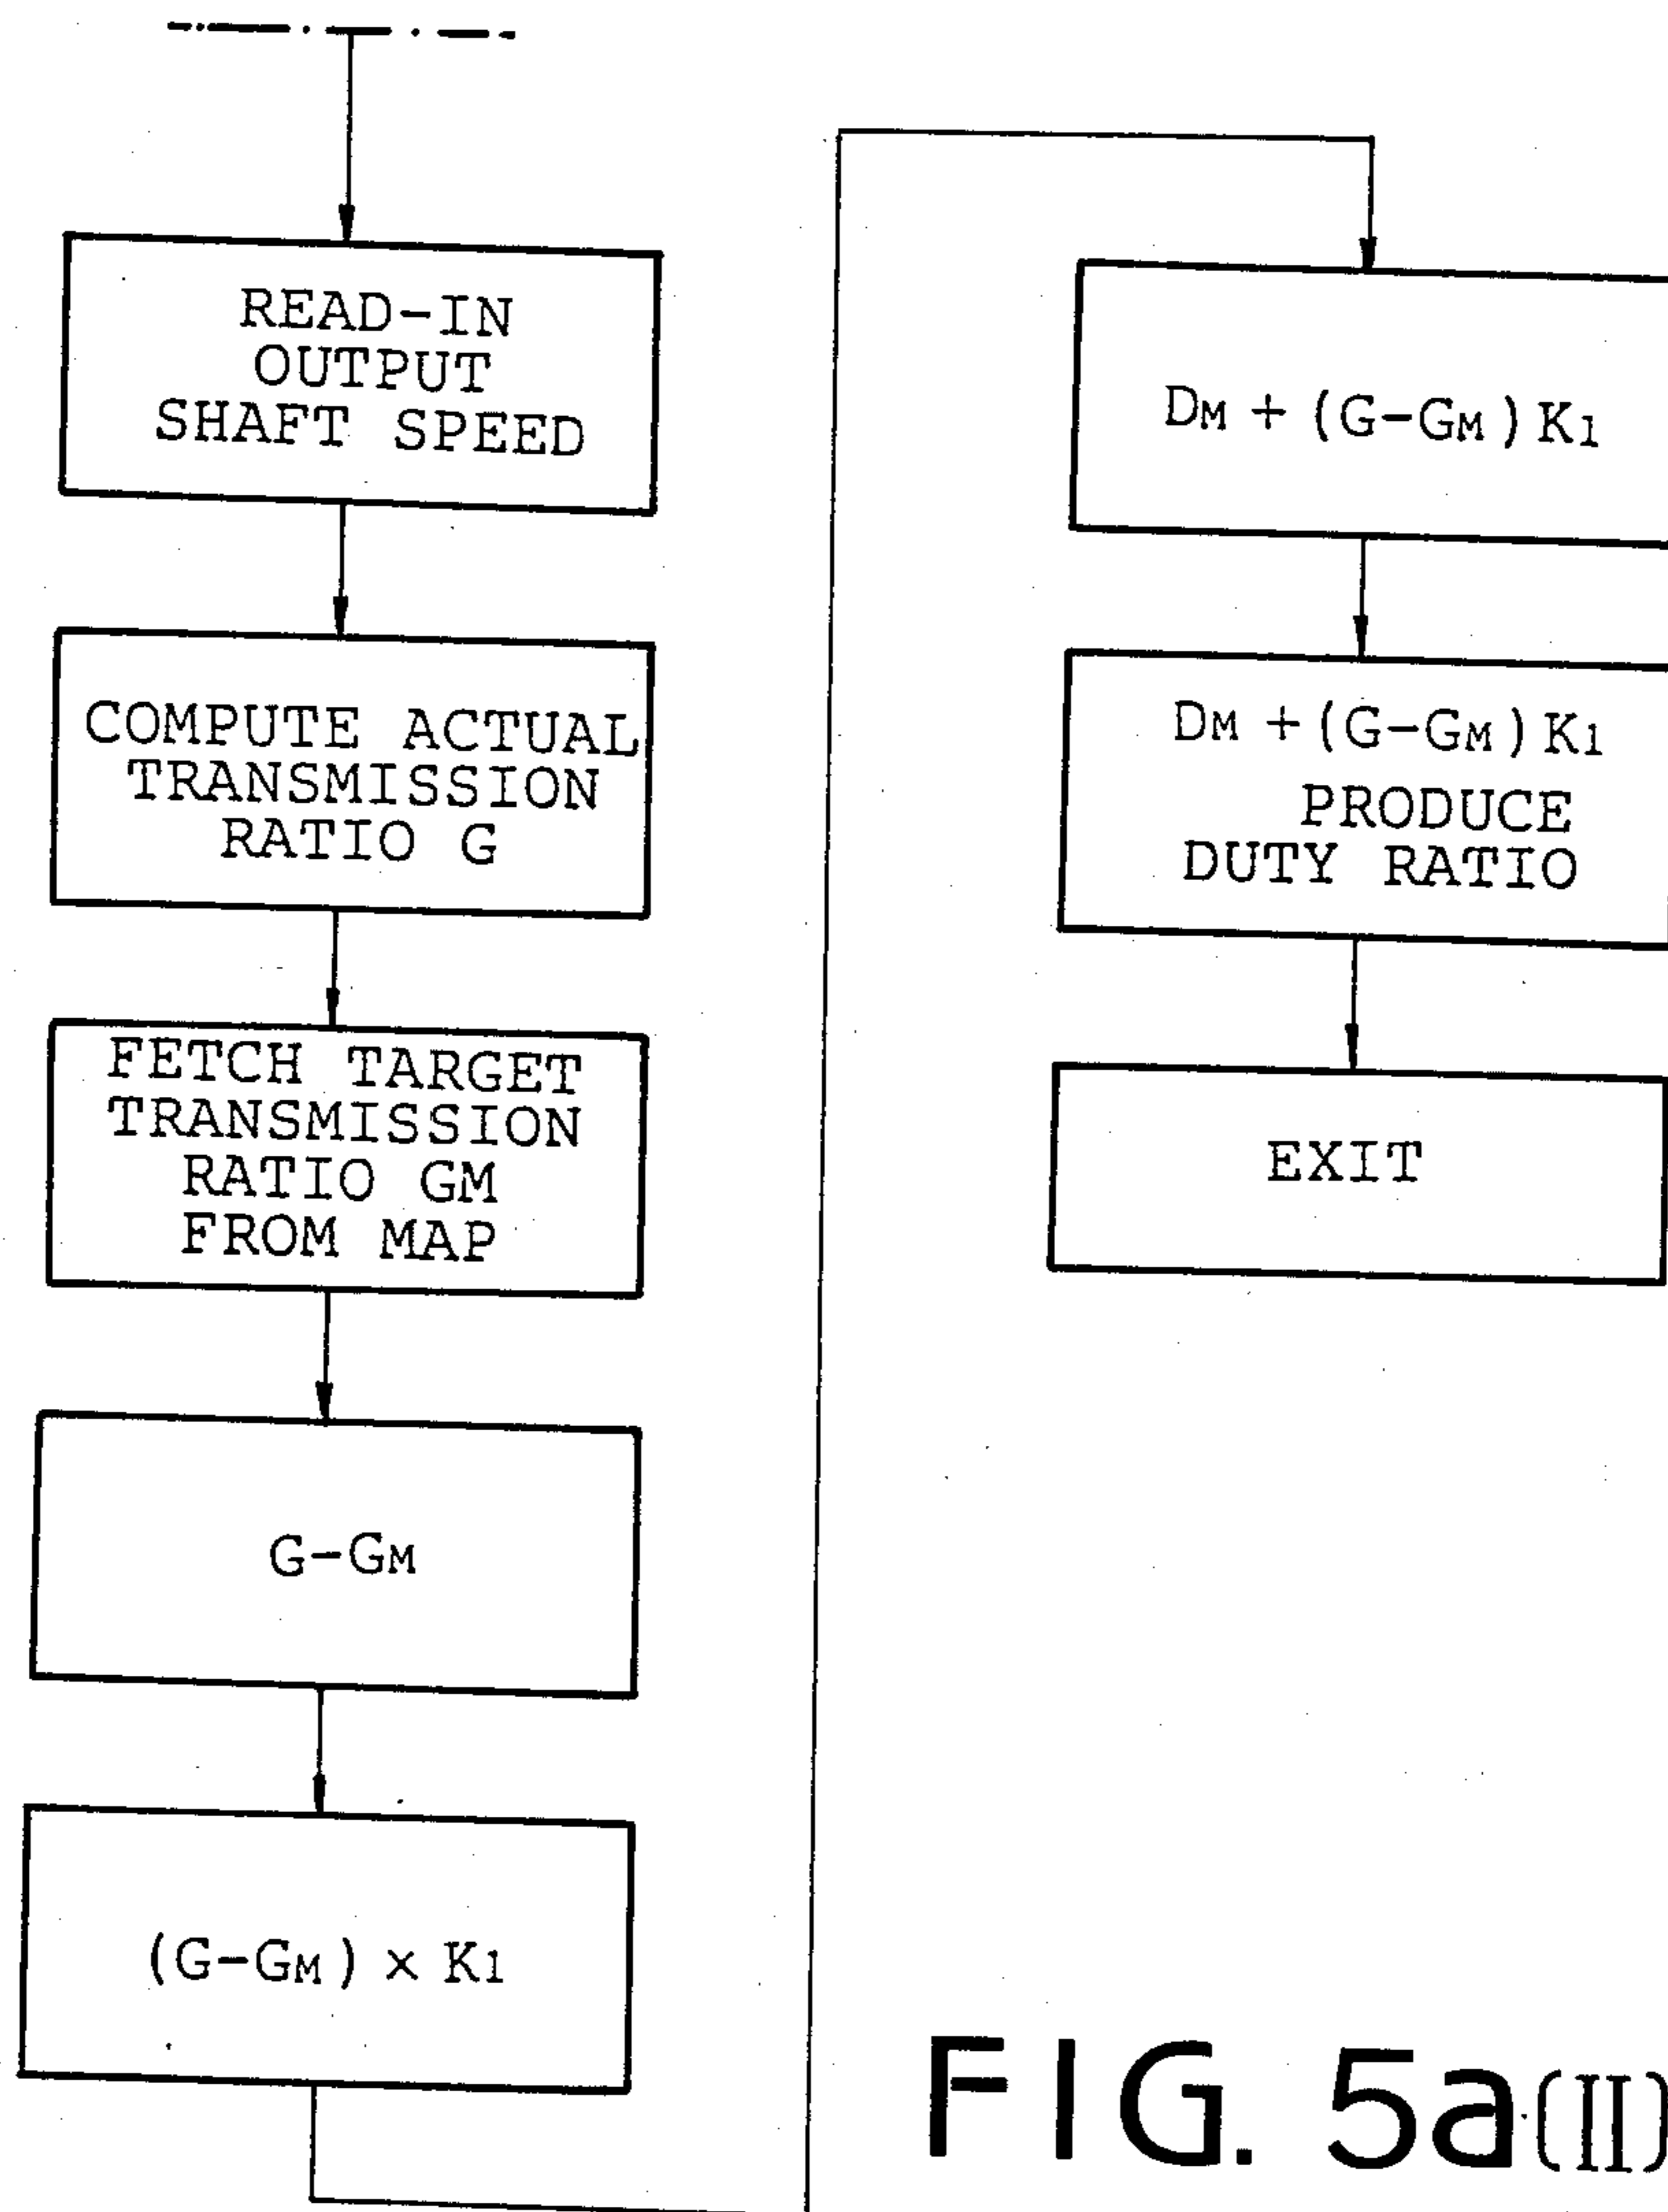 READ-IN
OUTPUT
SHAFT SPEED
COMPUTE ACTUAL
TRANSMISSION
RATIO G
FETCH TARGET
TRANSMISSION
RATIO GM
FROM MAP
G-GM
(G-GM) x K1
DM + (G-GM) K1
DM + (G-GM) K1
PRODUCE
DUTY RATIO
EXIT
FIG. 5a(II)